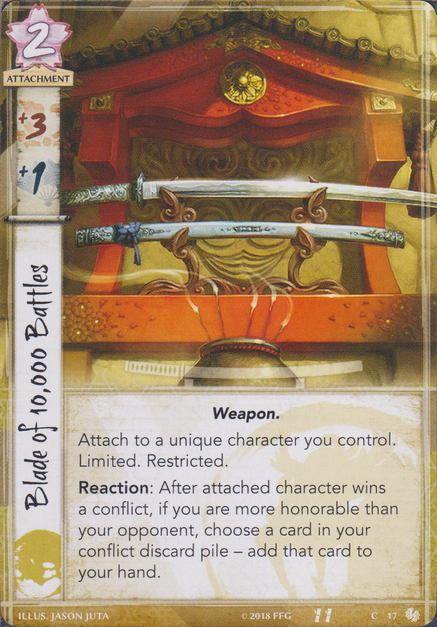 2
ATTACHMENT
+3
+1
Blade of 10,000 Battles
Weapon.
Attach to a unique character you control.
Limited. Restricted.
Reaction: After attached character wins
a conflict, if you are more honorable than
your opponent, choose a card in your
conflict discard pile – add that card to
your hand.
ILLUS. JASON JUTA
© 2018 FFG
C 17